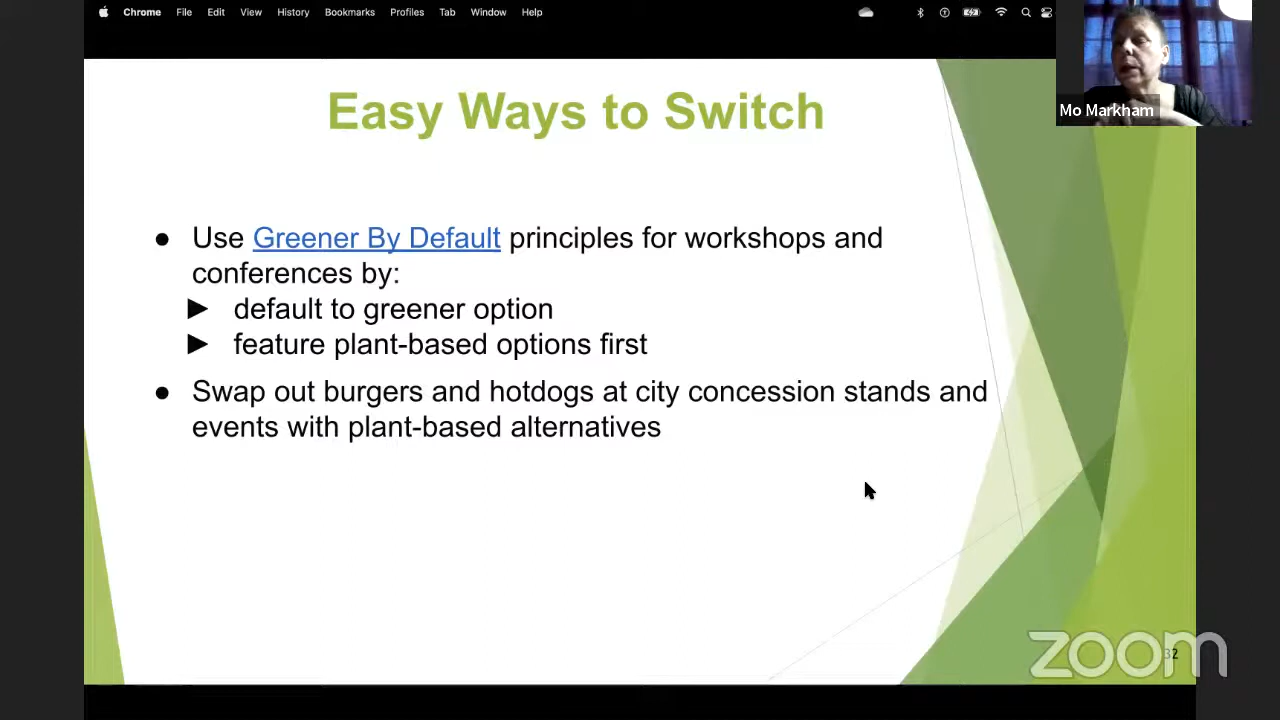 Chrome File Edit View History Bookmarks Profiles Tab Window Help
Mo Markham
Easy Ways to Switch
● Use Greener By Default principles for workshops and
conferences by:
► default to greener option
► feature plant-based options first
● Swap out burgers and hotdogs at city concession stands and
events with plant-based alternatives
32
zoom